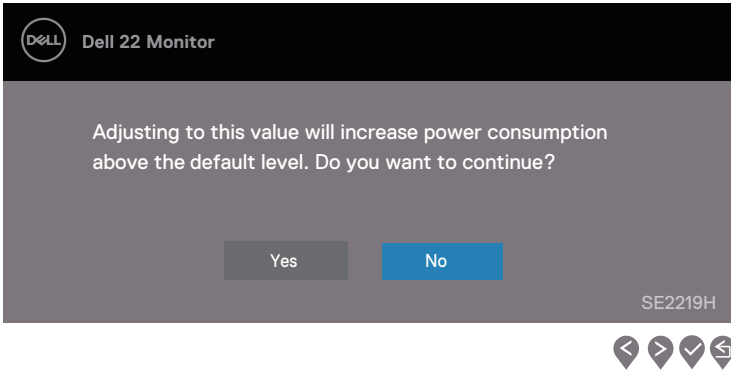 DELL Dell 22 Monitor
Adjusting to this value will increase power consumption
above the default level. Do you want to continue?
Yes No
SE2219H